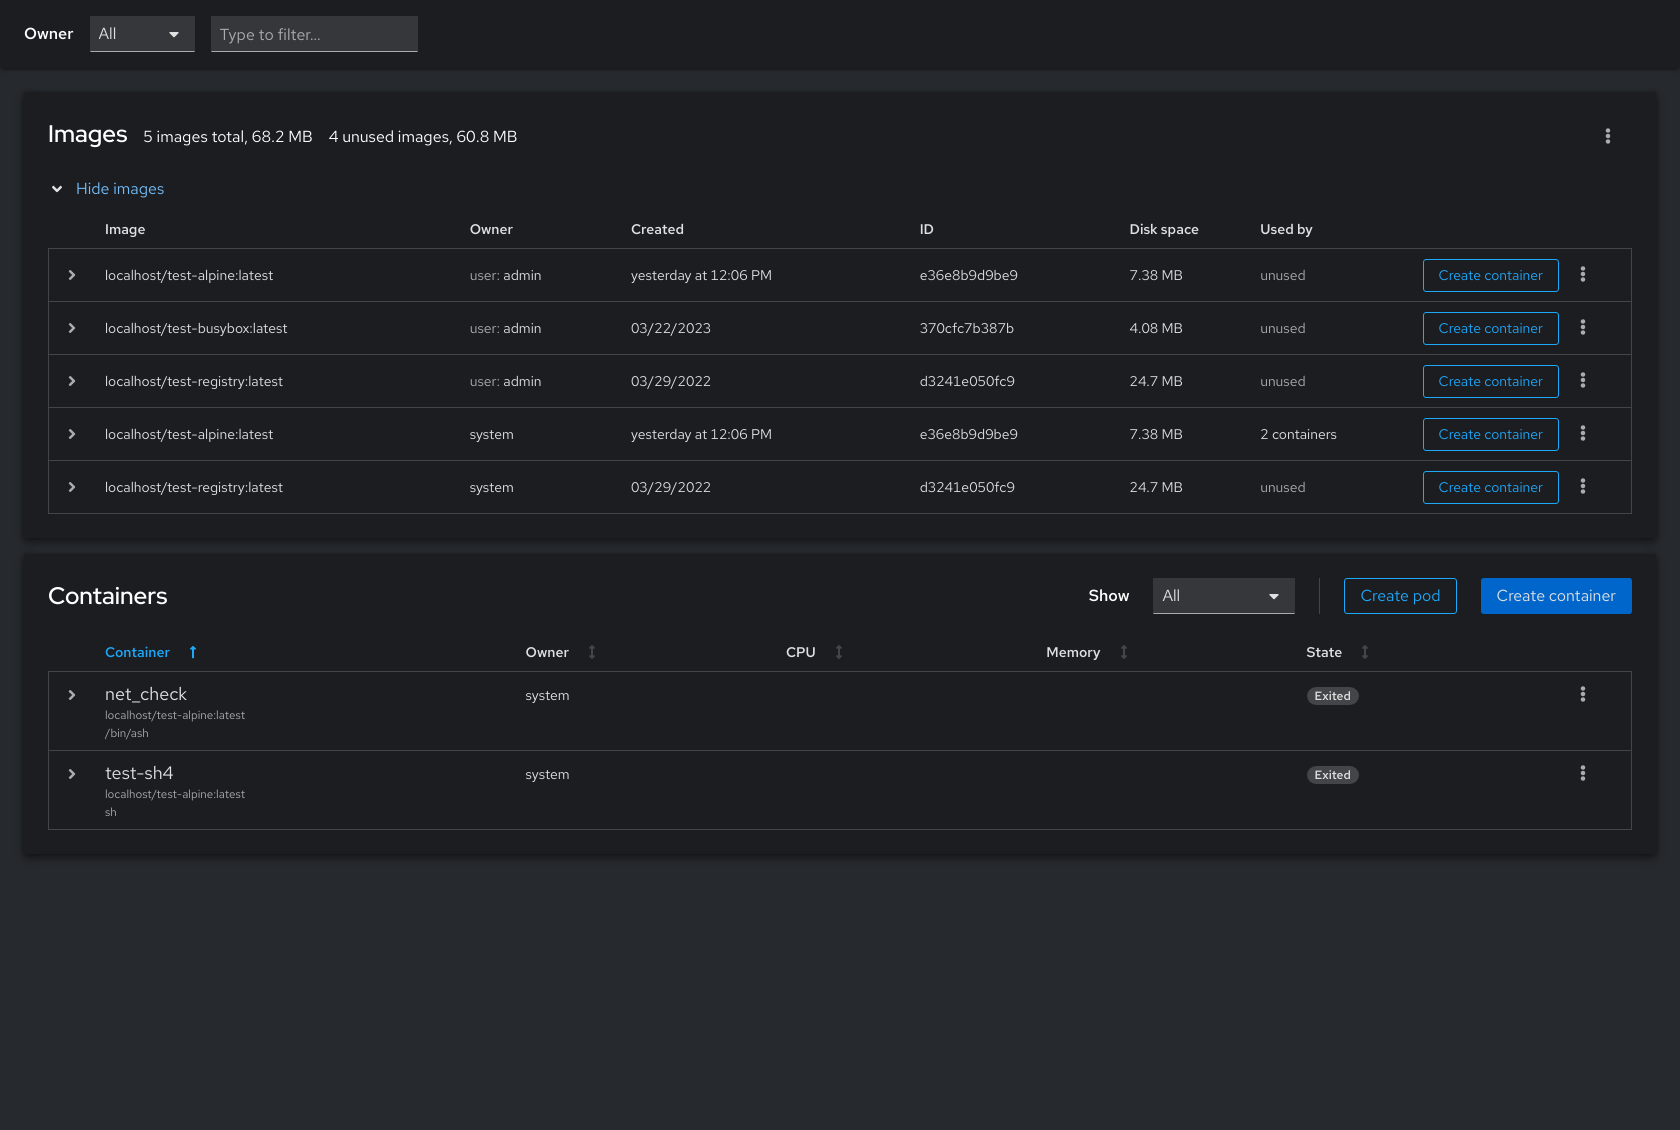 Owner All Type to filter...
Images 5 images total, 68.2 MB 4 unused images, 60.8 MB
Hide images
Image Owner Created ID Disk space Used by
localhost/test-alpine:latest user: admin yesterday at 12:06 PM e36e8b9d9be9 7.38 MB unused Create container
localhost/test-busybox:latest user: admin 03/22/2023 370cfc7b387b 4.08 MB unused Create container
localhost/test-registry:latest user: admin 03/29/2022 d3241e050fc9 24.7 MB unused Create container
localhost/test-alpine:latest system yesterday at 12:06 PM e36e8b9d9be9 7.38 MB 2 containers Create container
localhost/test-registry:latest system 03/29/2022 d3241e050fc9 24.7 MB unused Create container
Containers Show All Create pod Create container
Container Owner CPU Memory State
net_check system Exited
localhost/test-alpine:latest
/bin/ash
test-sh4 system Exited
localhost/test-alpine:latest
sh